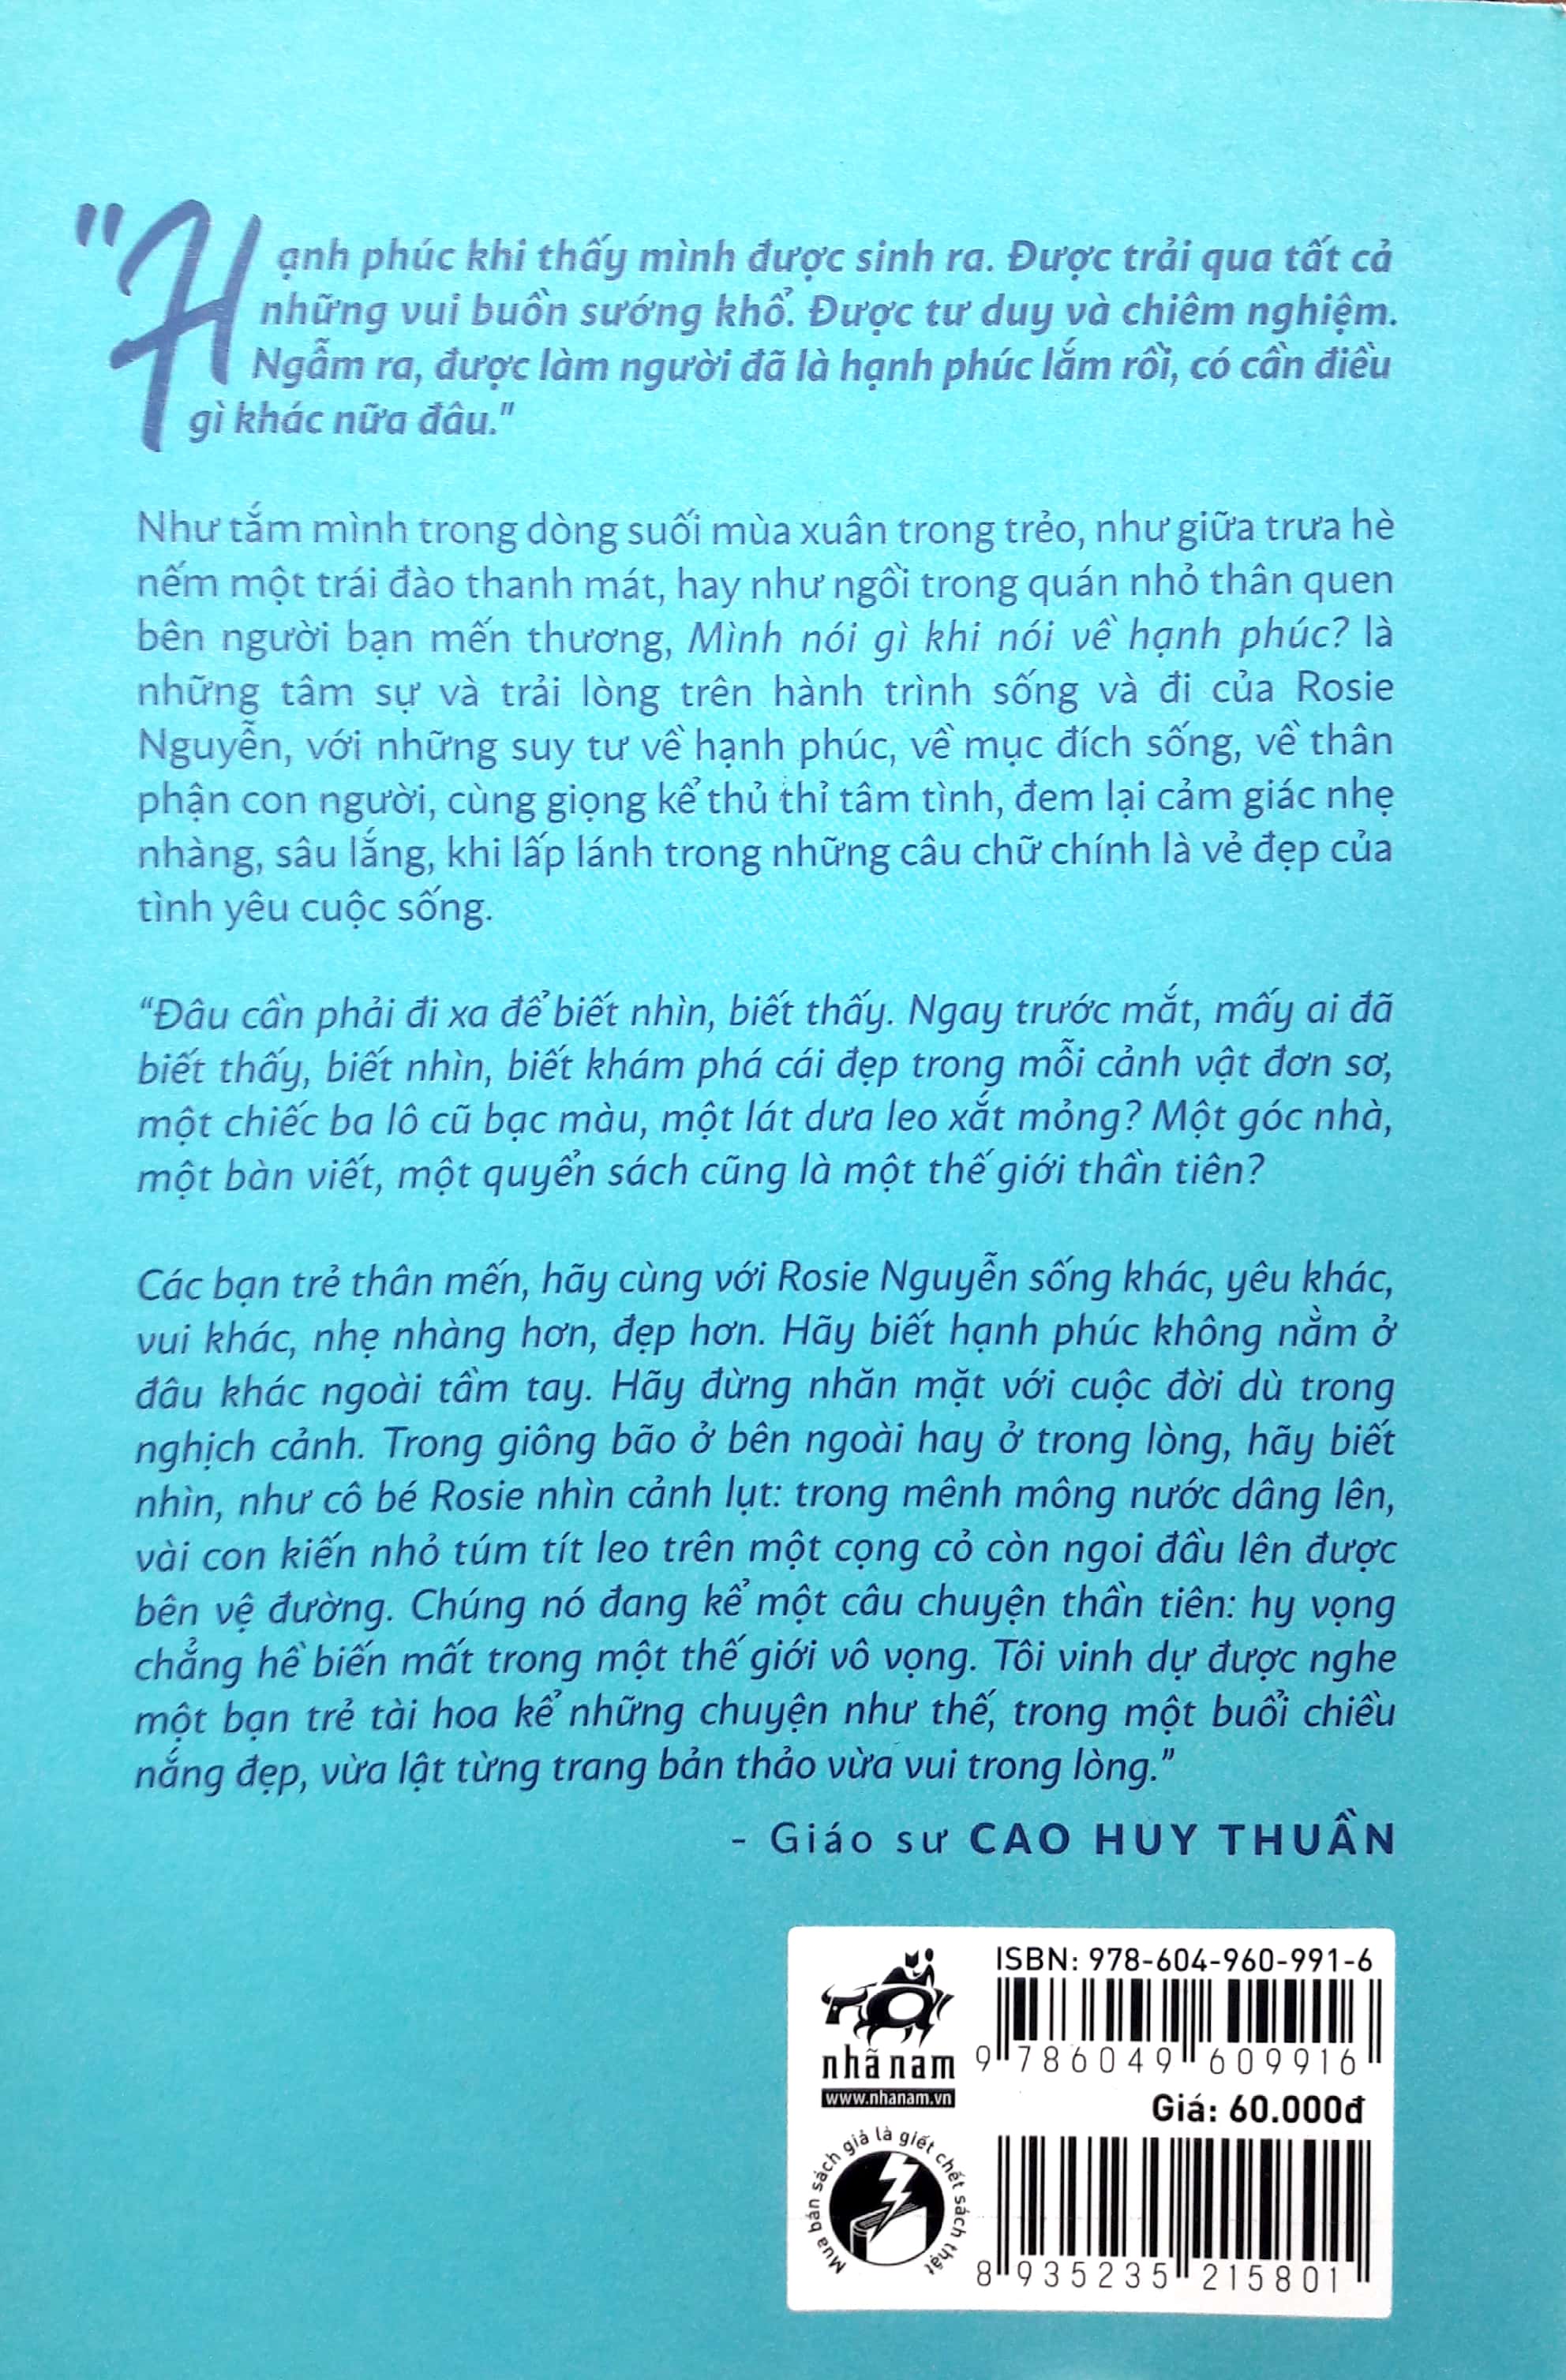 "Hạnh phúc khi thấy mình được sinh ra. Được trải qua tất cả
những vui buồn sướng khổ. Được tư duy và chiêm nghiệm.
Ngẫm ra, được làm người đã là hạnh phúc lắm rồi, có cần điều
gì khác nữa đâu."
Như tắm mình trong dòng suối mùa xuân trong trẻo, như giữa trưa hè
nếm một trái đào thanh mát, hay như ngồi trong quán nhỏ thân quen
bên người bạn mến thương, Mình nói gì khi nói về hạnh phúc? là
những tâm sự và trải lòng trên hành trình sống và đi của Rosie
Nguyễn, với những suy tư về hạnh phúc, về mục đích sống, về thân
phận con người, cùng giọng kể thủ thỉ tâm tình, đem lại cảm giác nhẹ
nhàng, sâu lắng, khi lấp lánh trong những câu chữ chính là vẻ đẹp của
tình yêu cuộc sống.
“Đâu cần phải đi xa để biết nhìn, biết thấy. Ngay trước mắt, mấy ai đã
biết thấy, biết nhìn, biết khám phá cái đẹp trong mỗi cảnh vật đơn sơ,
một chiếc ba lô cũ bạc màu, một lát dưa leo xắt mỏng? Một góc nhà,
một bàn viết, một quyển sách cũng là một thế giới thần tiên?
Các bạn trẻ thân mến, hãy cùng với Rosie Nguyễn sống khác, yêu khác,
vui khác, nhẹ nhàng hơn, đẹp hơn. Hãy biết hạnh phúc không nằm ở
đâu khác ngoài tầm tay. Hãy đừng nhăn mặt với cuộc đời dù trong
nghịch cảnh. Trong giông bão ở bên ngoài hay ở trong lòng, hãy biết
nhìn, như cô bé Rosie nhìn cảnh lụt: trong mênh mông nước dâng lên,
vài con kiến nhỏ túm tít leo trên một cọng cỏ còn ngoi đầu lên được
bên vệ đường. Chúng nó đang kể một câu chuyện thần tiên: hy vọng
chẳng hề biến mất trong một thế giới vô vọng. Tôi vinh dự được nghe
một bạn trẻ tài hoa kể những chuyện như thế, trong một buổi chiều
nắng đẹp, vừa lật từng trang bản thảo vừa vui trong lòng.”
- Giáo sư CAO HUY THUẦN
ISBN: 978-604-960-991-6
9 786049 609916
nhã nam
www.nhanam.vn
Giá: 60.000đ
Mua bán sách giả là giết chết sách thật
8 935235 215801